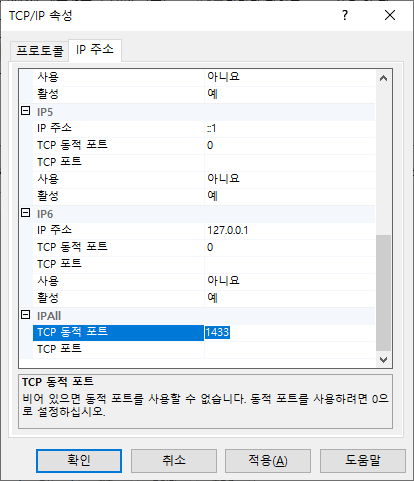 TCP/IP 속성
프로토콜 IP 주소
사용 아니요
활성 예
IP5
IP 주소 ::1
TCP 동적 포트 0
TCP 포트
사용 아니요
활성 예
IP6
IP 주소 127.0.0.1
TCP 동적 포트 0
TCP 포트
사용 아니요
활성 예
IPAll
TCP 동적 포트 1433
TCP 포트
TCP 동적 포트
비어 있으면 동적 포트를 사용할 수 없습니다. 동적 포트를 사용하려면 0으
로 설정하십시오.
확인 취소 적용(A) 도움말